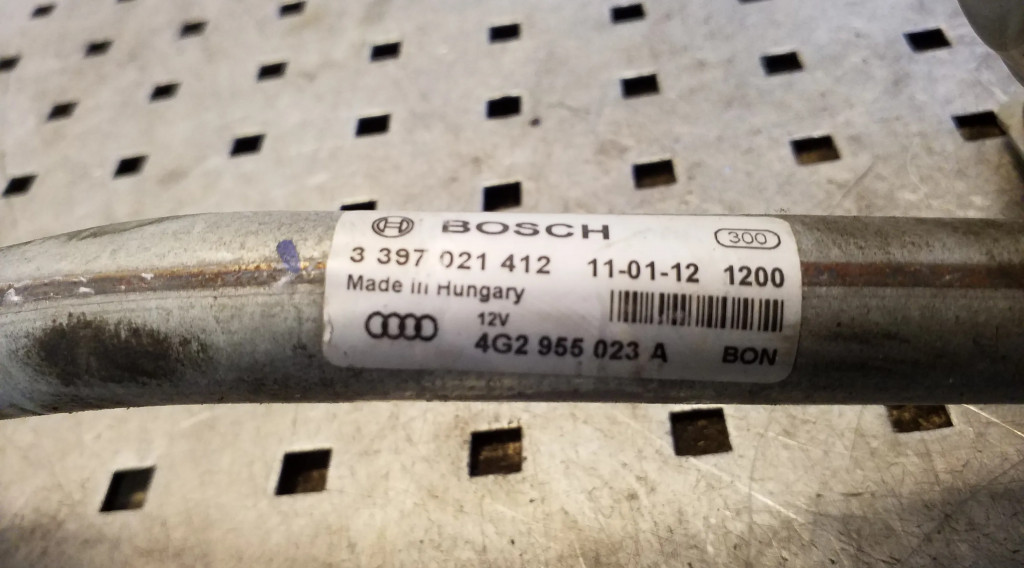 BOSCH
300
3 397 021 412 11-01-12 1200
Made in Hungary
12V
4G2 955 023 A BON